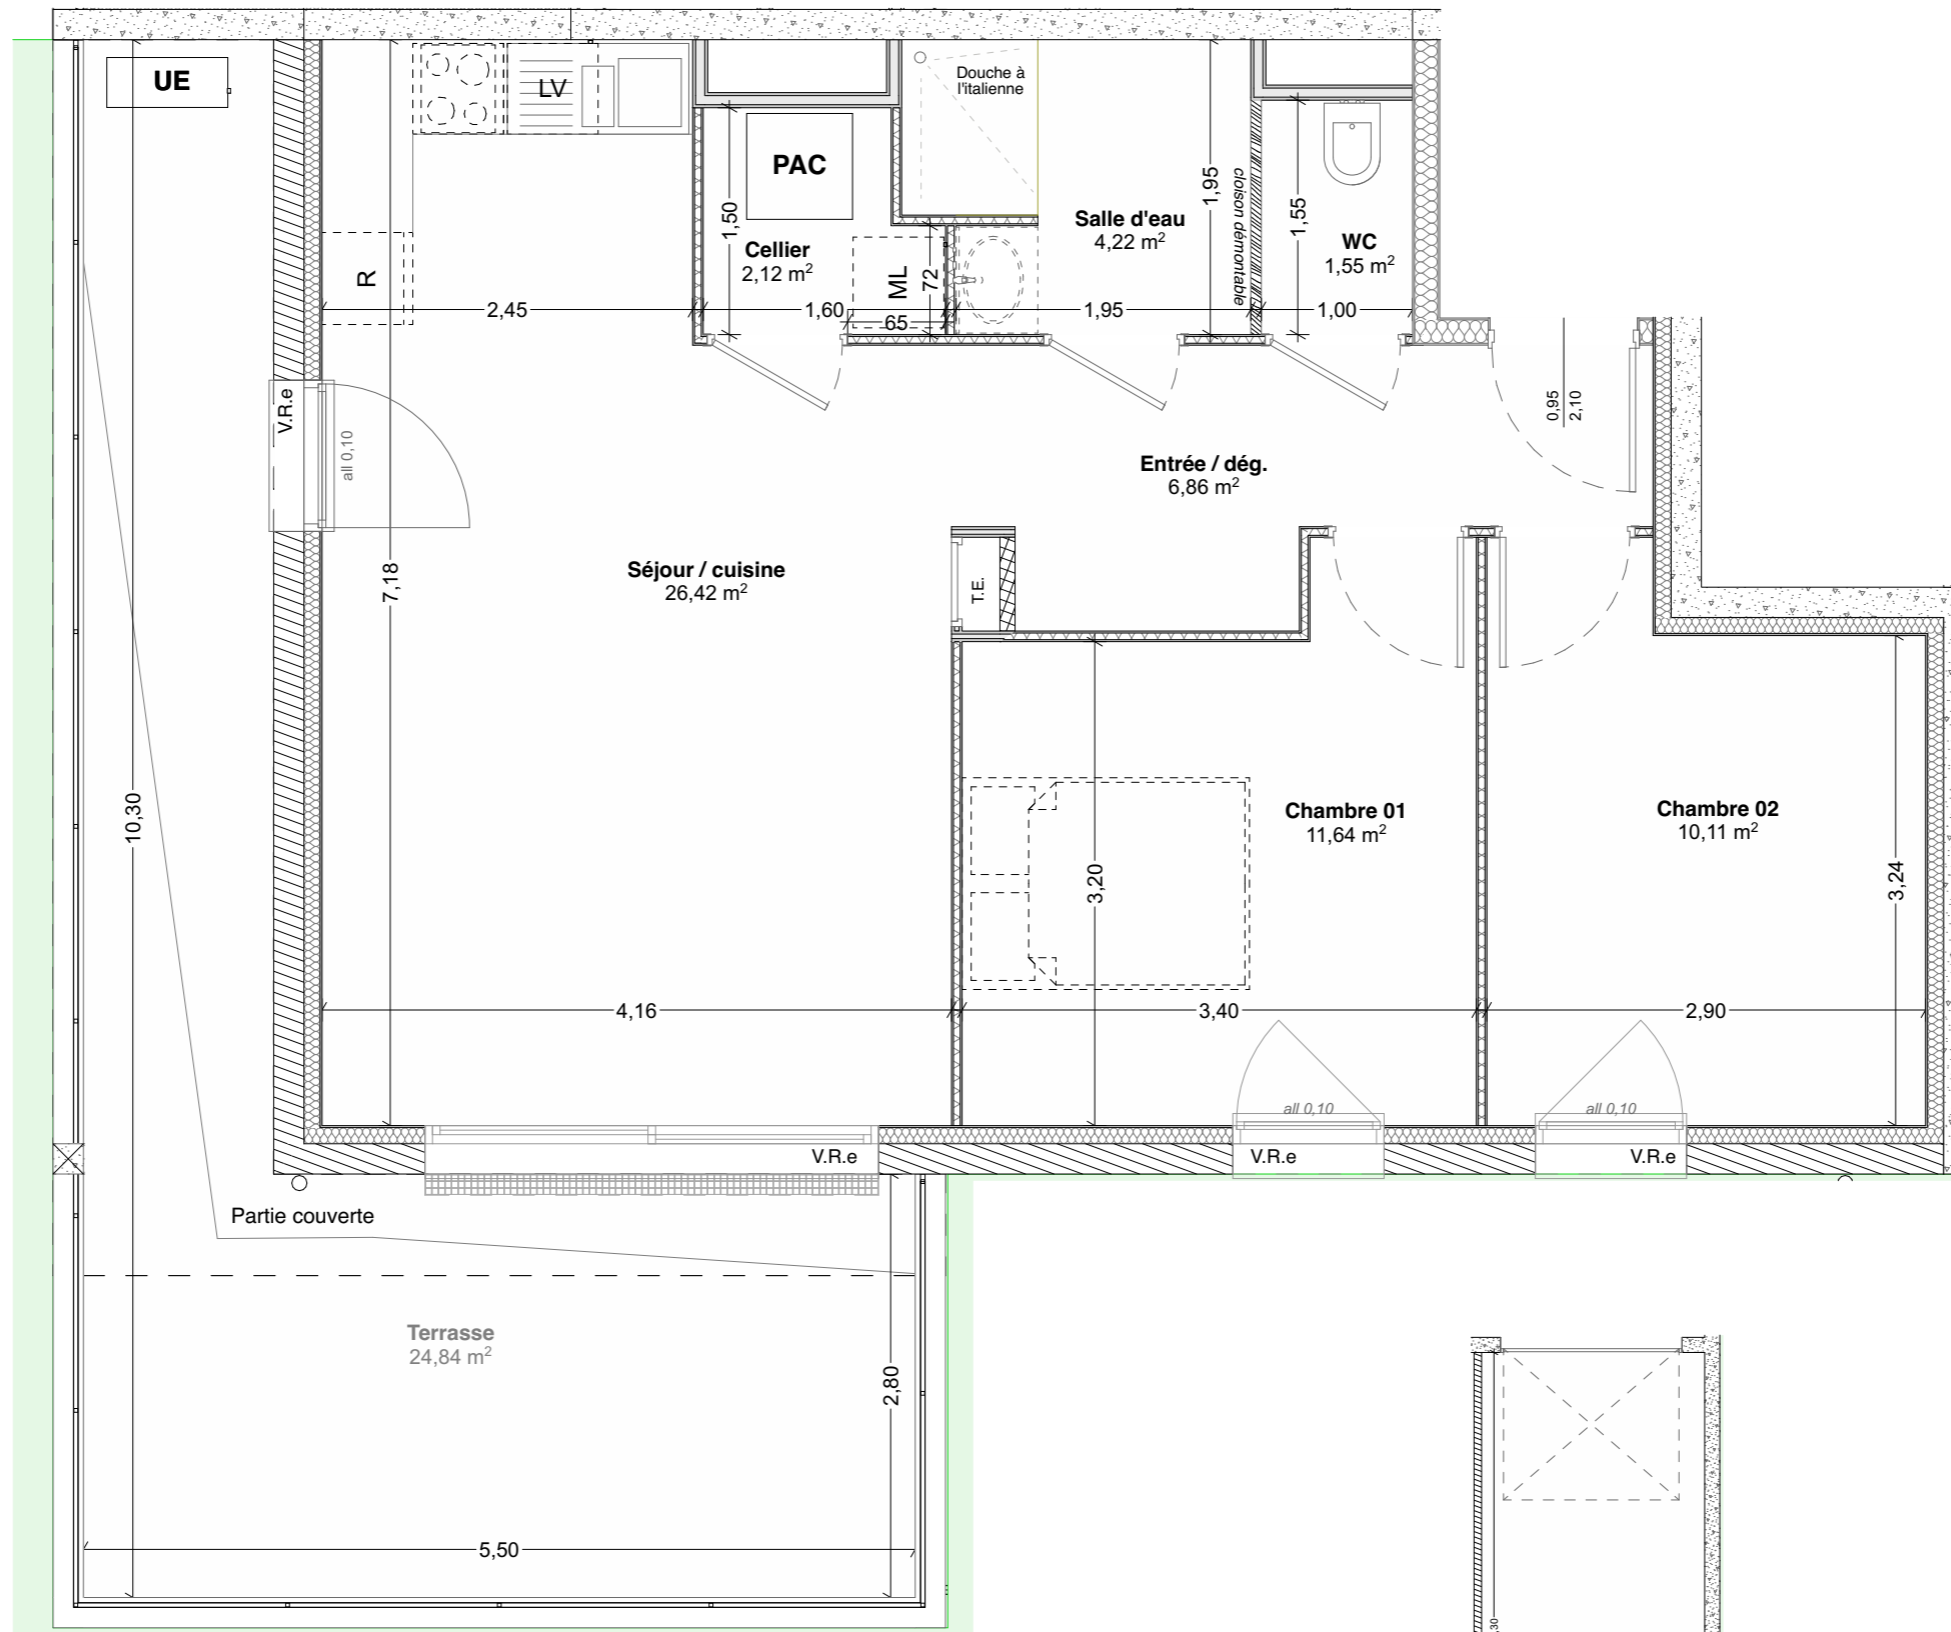 UE
LV
Douche à
l'italienne
PAC
1,50
1,95
cloison démontable
1,55
Salle d'eau
4,22 m²
WC
1,55 m²
Cellier
2,12 m²
R
ML
72
2,45
1,60
65
1,95
1,00
V.R.e
all 0,10
0,95
2,10
Entrée / dég.
6,86 m²
7,18
Séjour / cuisine
26,42 m²
T.E.
10,30
Chambre 01
11,64 m²
Chambre 02
10,11 m²
3,20
3,24
4,16
3,40
2,90
all 0,10
all 0,10
V.R.e
V.R.e
V.R.e
Partie couverte
Terrasse
24,84 m²
2,80
5,50